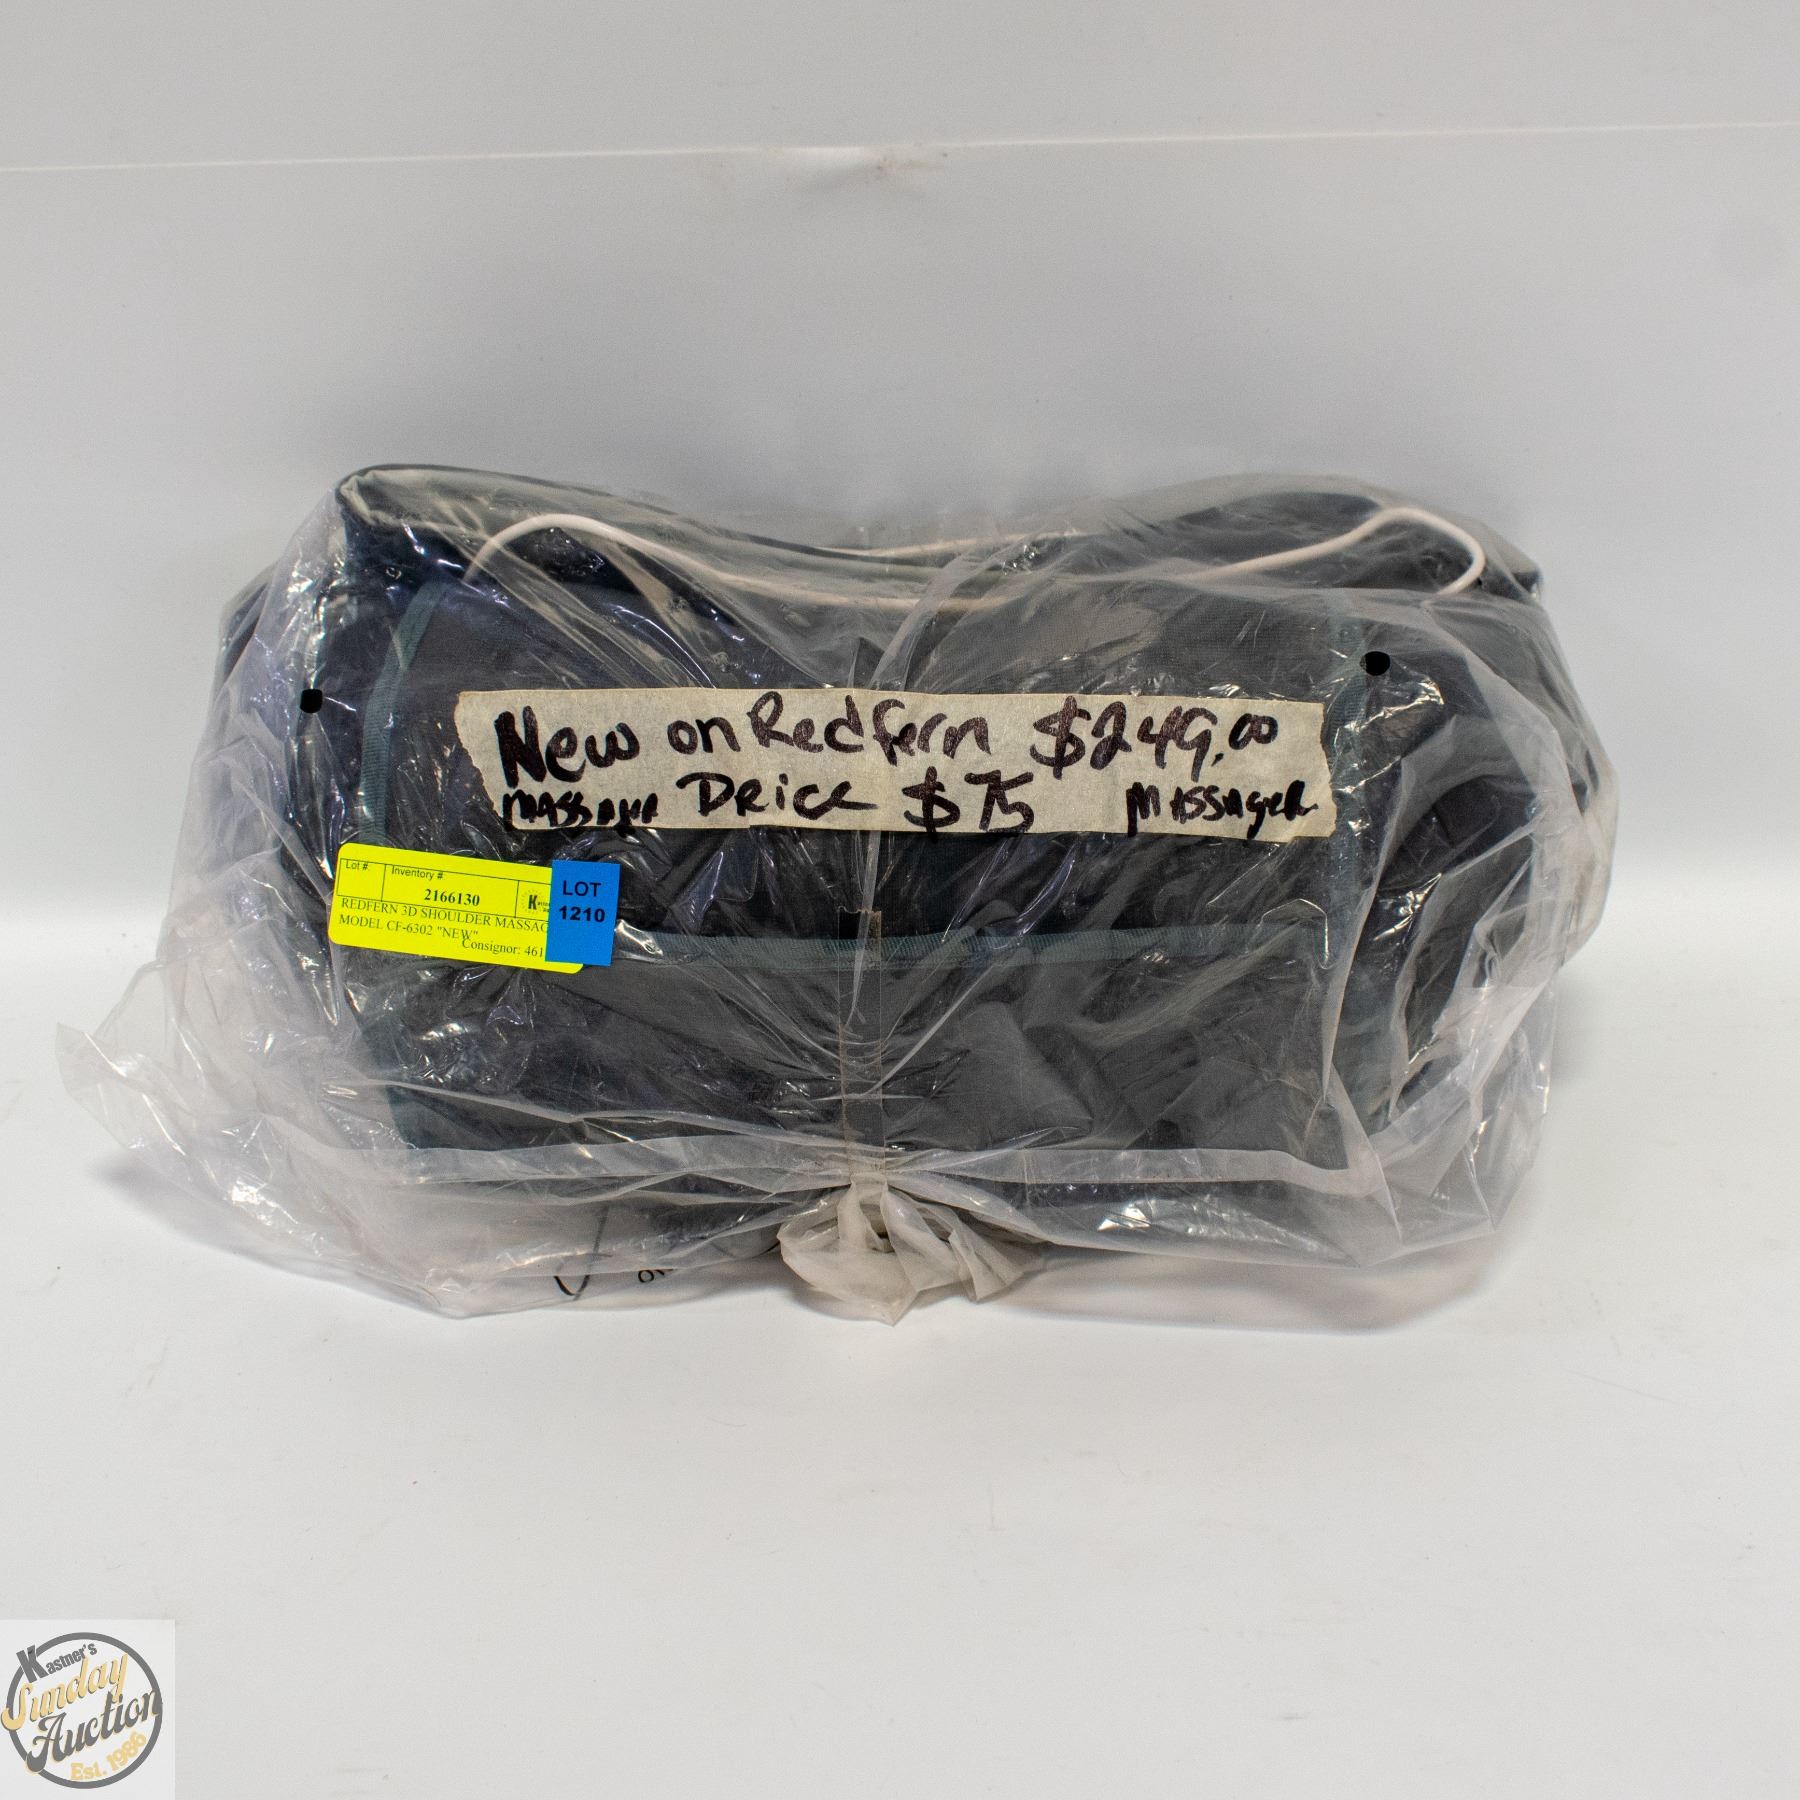 New on Redfern $249.00
MASSAGER Price $75 MASSAGER
Lot #
Inventory #
2166130
REDFERN 3D SHOULDER MASSAG
MODEL CF-6302 "NEW"
Consignor: 461
LOT
1210
Kastner's
Sunday
Auction
Est. 1986